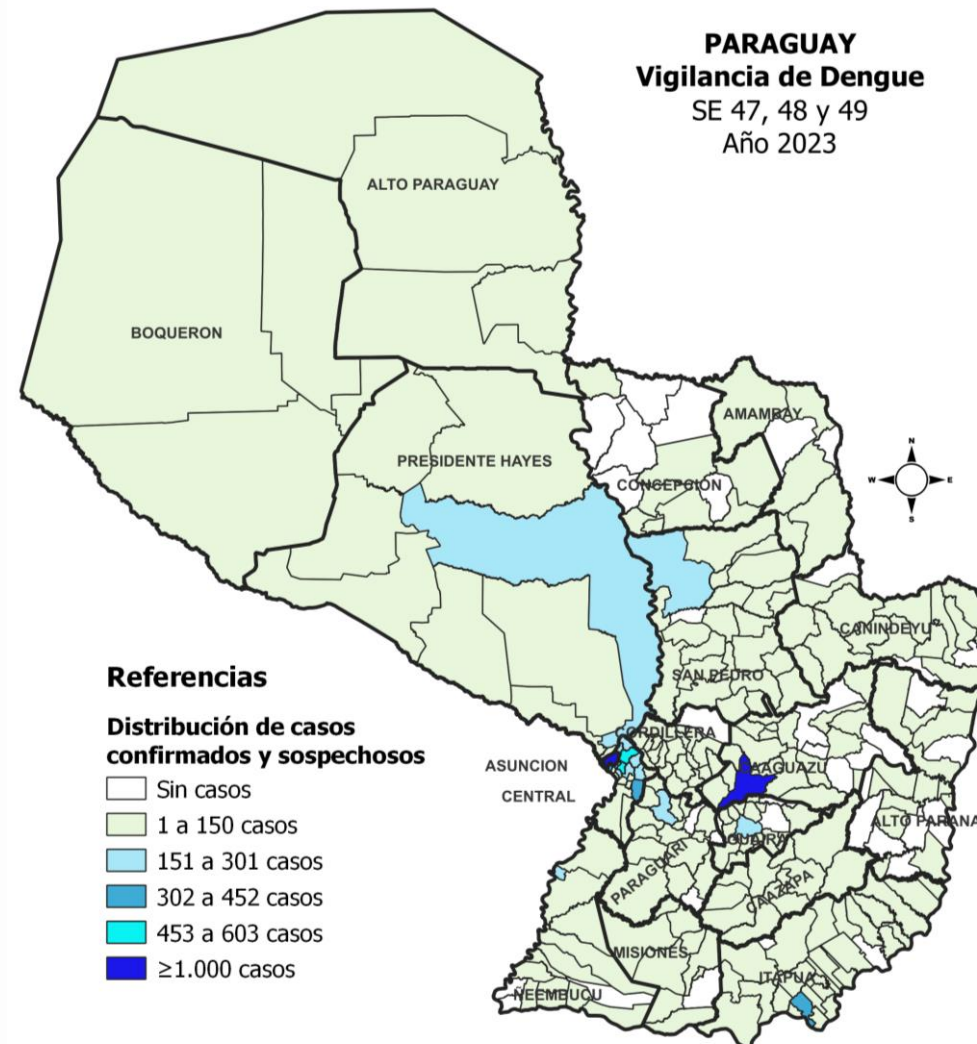 PARAGUAY
Vigilancia de Dengue
SE 47, 48 y 49
Año 2023
ALTO PARAGUAY
BOQUERON
PRESIDENTE HAYES
AMAMBAY
CONCEPCION
N
W
E
S
CANINDEYU
SAN PEDRO
CORDILLERA
ASUNCION
CENTRAL
CAAGUAZU
ALTO PARANA
GUAIRA
PARAGUARI
CAAZAPA
MISIONES
ITAPUA
ÑEEMBUCU
Referencias
Distribución de casos
confirmados y sospechosos
Sin casos
1 a 150 casos
151 a 301 casos
302 a 452 casos
453 a 603 casos
≥1.000 casos